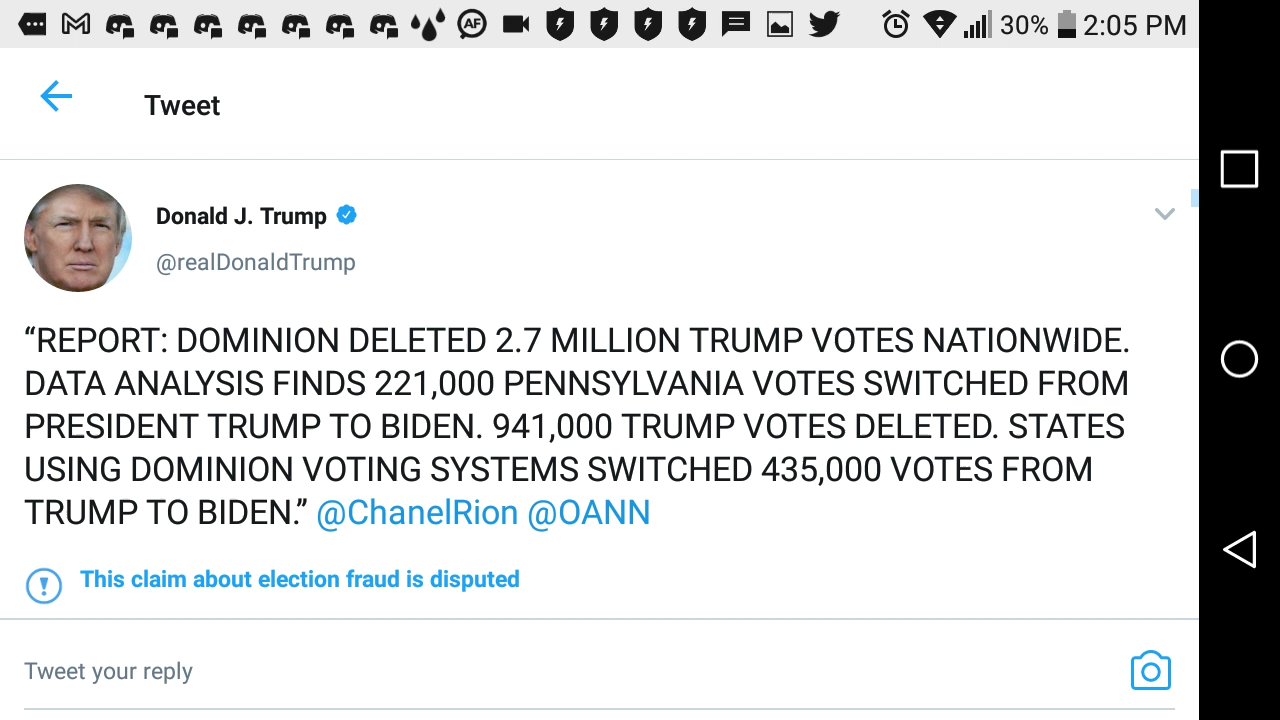 AF 30% 2:05 PM
Tweet
Donald J. Trump
@realDonaldTrump
“REPORT: DOMINION DELETED 2.7 MILLION TRUMP VOTES NATIONWIDE.
DATA ANALYSIS FINDS 221,000 PENNSYLVANIA VOTES SWITCHED FROM
PRESIDENT TRUMP TO BIDEN. 941,000 TRUMP VOTES DELETED. STATES
USING DOMINION VOTING SYSTEMS SWITCHED 435,000 VOTES FROM
TRUMP TO BIDEN.” @ChanelRion @OANN
This claim about election fraud is disputed
Tweet your reply